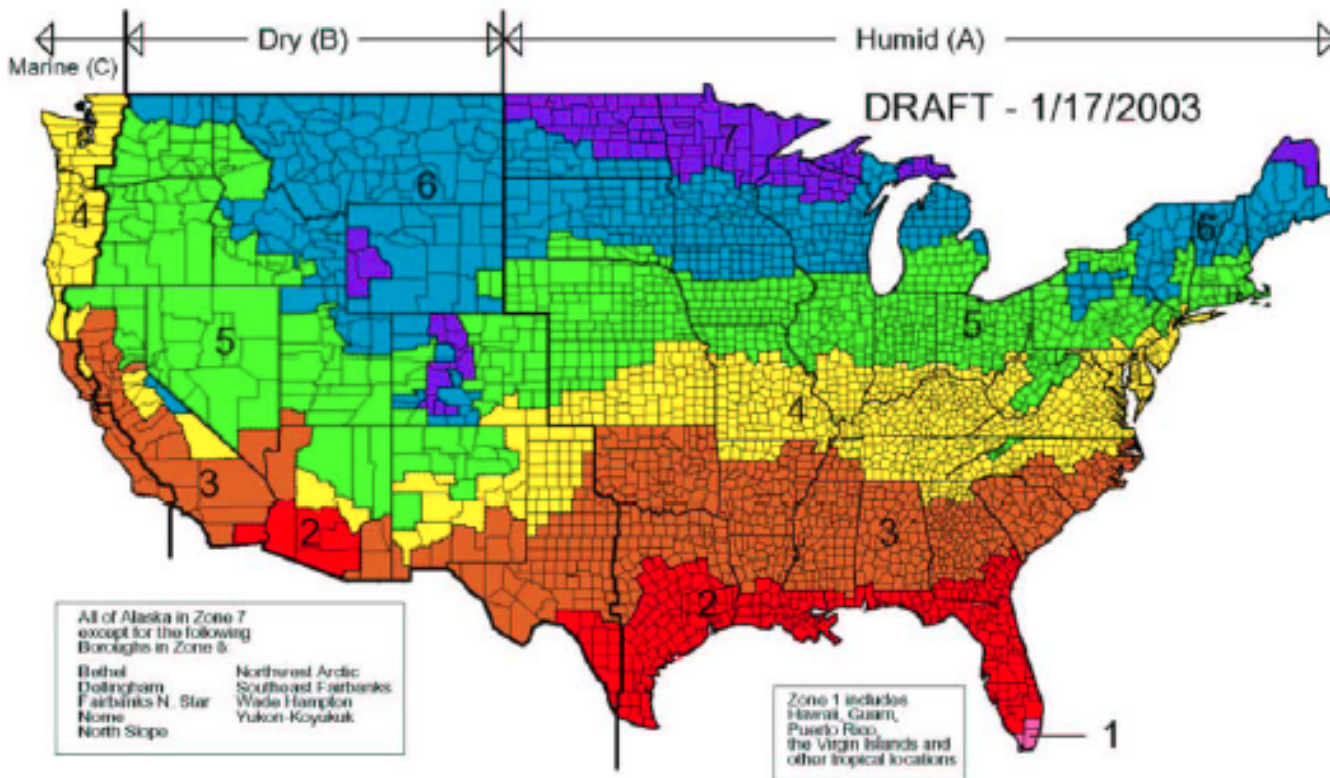 Dry (B)
Humid (A)
Marine (C)
DRAFT - 1/17/2003
7
6
4
6
5
5
4
3
3
2
2
1
All of Alaska in Zone 7
except for the following
Boroughs in Zone 8:
Bethel Northwest Arctic
Dellingham Southeast Fairbanks
Fairbanks N. Star Wade Hampton
Nome Yukon-Koyukuk
North Slope
Zone 1 includes
Hawaii, Guam,
Puerto Rico,
the Virgin Islands and
other tropical locations